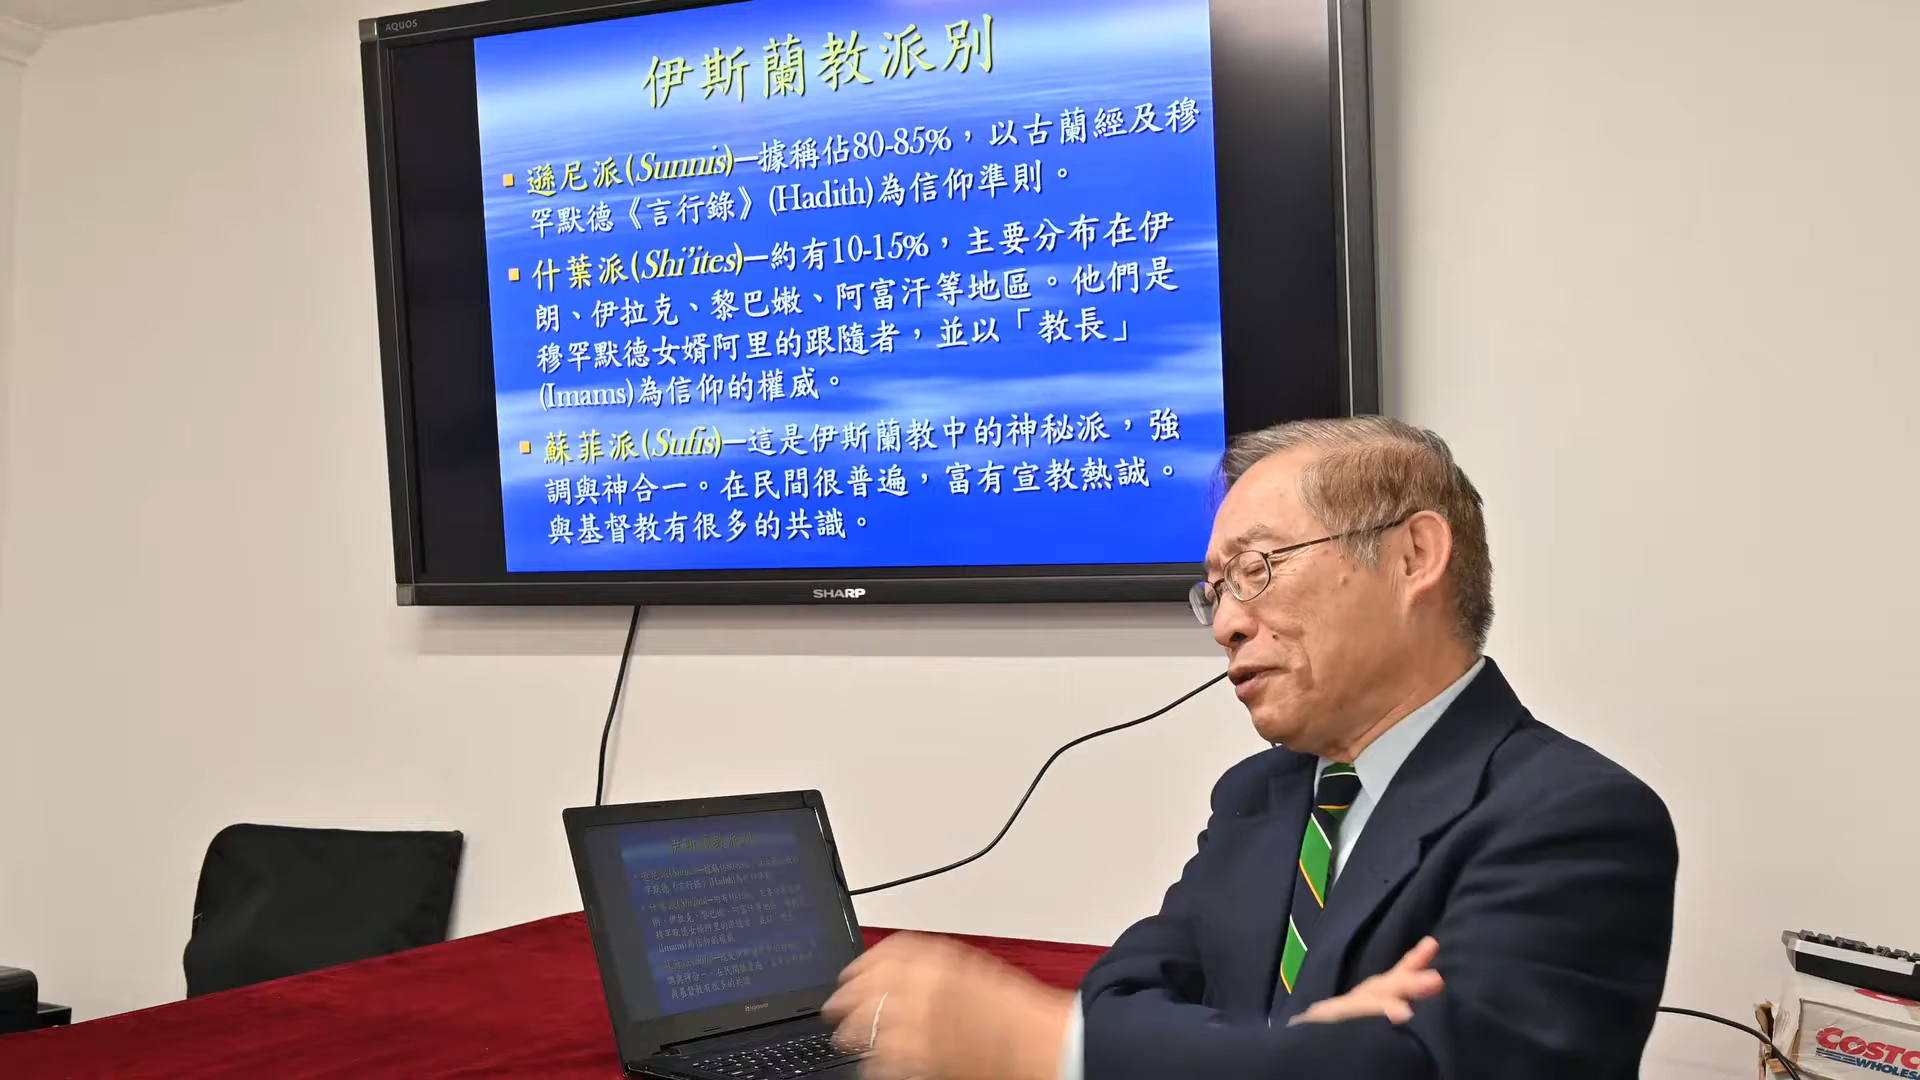 AQUOS
伊斯蘭教派別
遜尼派(Sunnis)—據稱佔80-85%，以古蘭經及穆
罕默德《言行錄》(Hadith)為信仰準則。
什葉派(Shi'ites)—約有10-15%，主要分布在伊
朗、伊拉克、黎巴嫩、阿富汗等地區。他們是
穆罕默德女婿阿里的跟隨者，並以「教長」
(Imams)為信仰的權威。
蘇菲派(Sufis)—這是伊斯蘭教中的神秘派，強
調與神合一。在民間很普遍，富有宣教熱誠。
與基督教有很多的共識。
SHARP
lenovo
COSTC
WHOLES